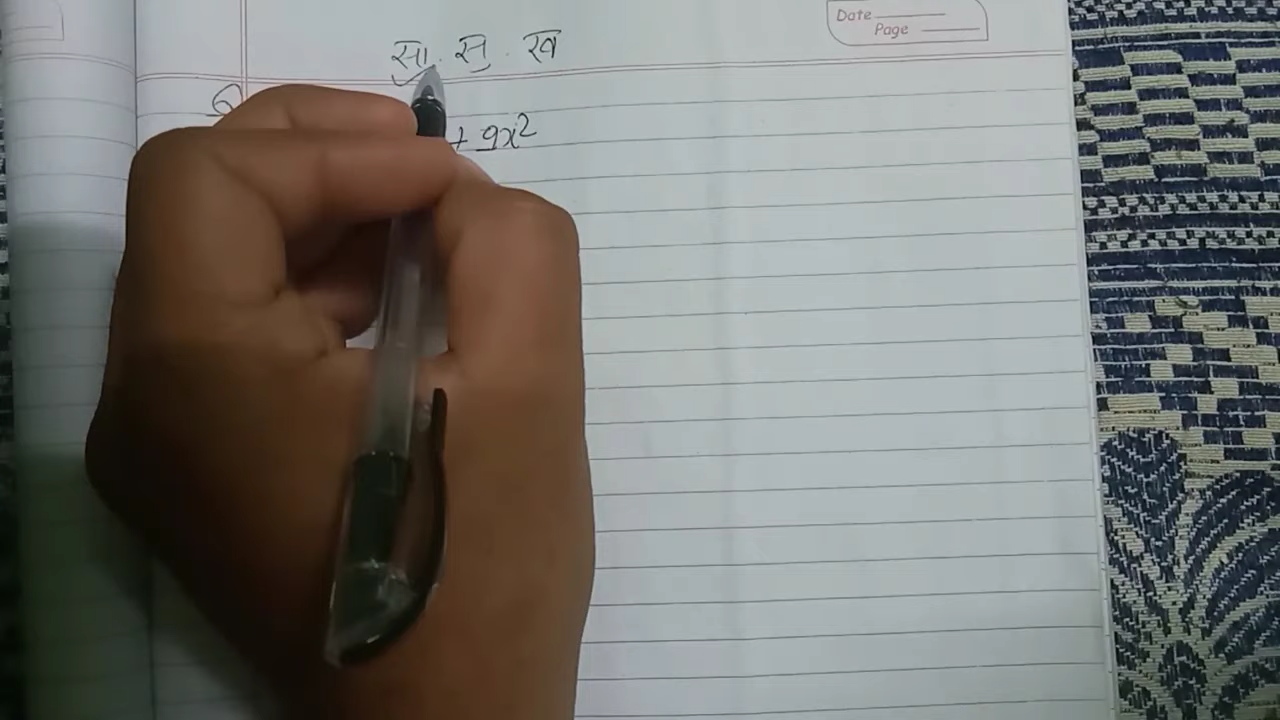 Date
Page
सा. स. ख
+ 9x²